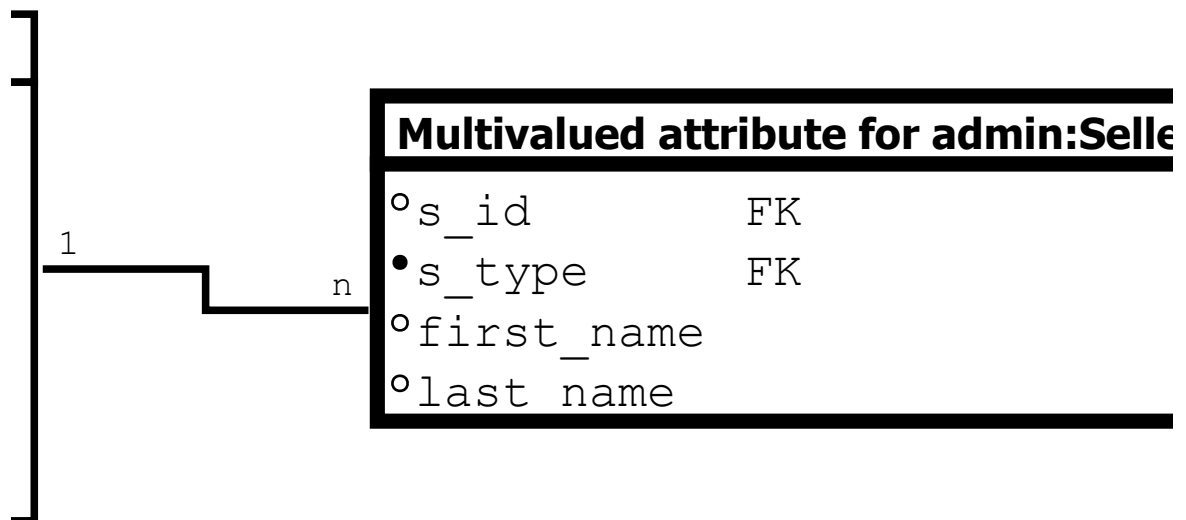 Multivalued attribute for admin:Selle
s_id FK
1
s_type FK
n
first_name
last_name